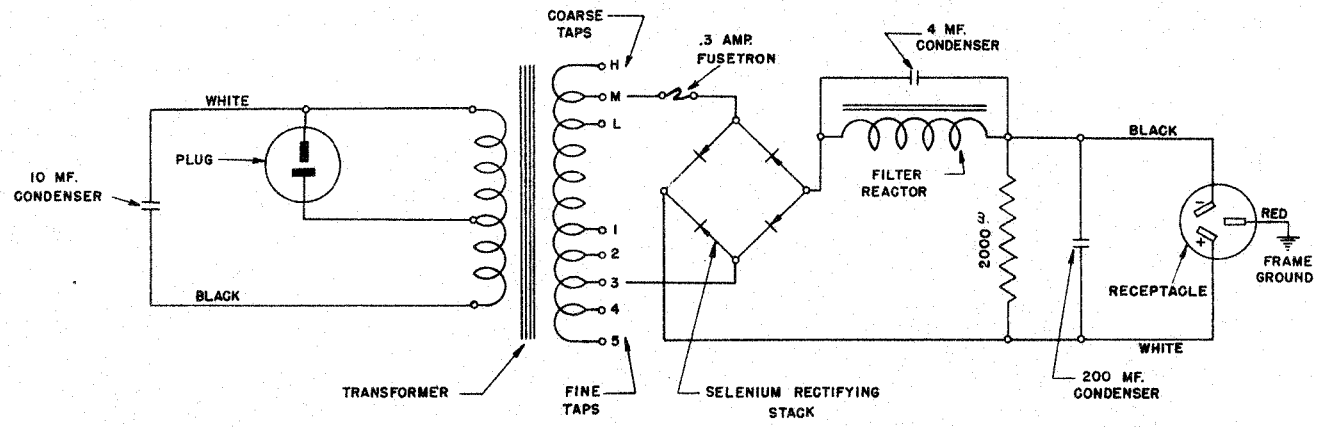 COARSE
TAPS
.3 AMP.
FUSETRON
4 MF.
CONDENSER
H
M
L
WHITE
PLUG
10 MF.
CONDENSER
BLACK
1
2
3
4
5
FILTER
REACTOR
2000 ω
BLACK
−
+
RED
FRAME
GROUND
RECEPTACLE
WHITE
TRANSFORMER
FINE
TAPS
SELENIUM RECTIFYING
STACK
200 MF.
CONDENSER